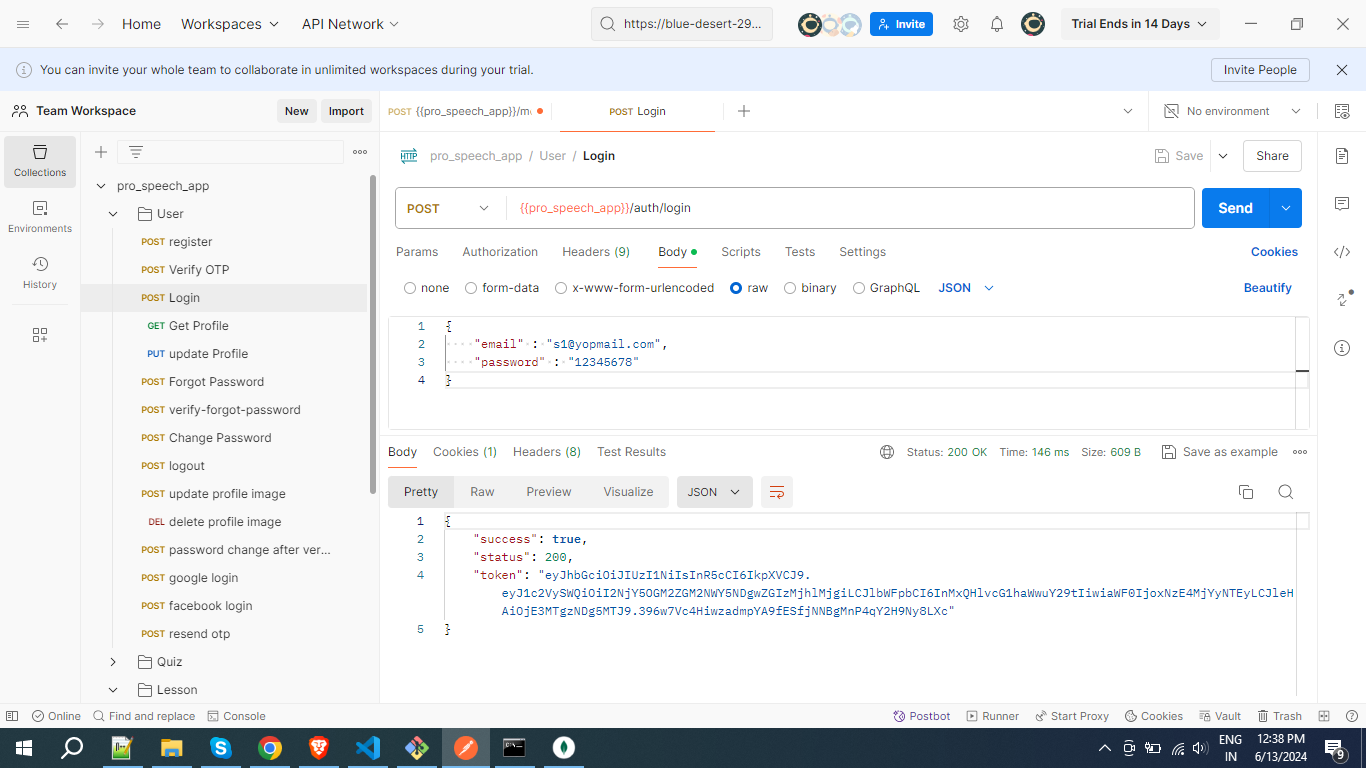 Home
Workspaces
API Network
https://blue-desert-29...
Invite
Trial Ends in 14 Days
You can invite your whole team to collaborate in unlimited workspaces during your trial.
Invite People
Team Workspace
New
Import
POST {{pro_speech_app}}/m
POST Login
No environment
Collections
Environments
History
pro_speech_app
User
POST register
POST Verify OTP
POST Login
GET Get Profile
PUT update Profile
POST Forgot Password
POST verify-forgot-password
POST Change Password
POST logout
POST update profile image
DEL delete profile image
POST password change after ver...
POST google login
POST facebook login
POST resend otp
Quiz
Lesson
HTTP pro_speech_app / User / Login
Save
Share
POST
{{pro_speech_app}}/auth/login
Send
Params
Authorization
Headers (9)
Body
Scripts
Tests
Settings
Cookies
none
form-data
x-www-form-urlencoded
raw
binary
GraphQL
JSON
Beautify
1 {
2 "email" : "s1@yopmail.com",
3 "password" : "12345678"
4 }
Body
Cookies (1)
Headers (8)
Test Results
Status: 200 OK
Time: 146 ms
Size: 609 B
Save as example
Pretty
Raw
Preview
Visualize
JSON
1 {
2 "success": true,
3 "status": 200,
4 "token": "eyJhbGciOiJIUzI1NiIsInR5cCI6IkpXVCJ9.
eyJ1c2VySWQiOiI2NjY5OGM2ZGM2NWY5NDgwZGIzMjhlMjgiLCJlbWFpbCI6InMxQHlvcG1haWwuY29tIiwiaWF0IjoxNzE4MjYyNTEyLCJleH
AiOjE3MTgzNDg5MTJ9.396w7Vc4HiwzadmpYA9fESfjNNBgMnP4qY2H9Ny8LXc"
5 }
Online
Find and replace
Console
Postbot
Runner
Start Proxy
Cookies
Vault
Trash
ENG
IN
12:38 PM
6/13/2024
9